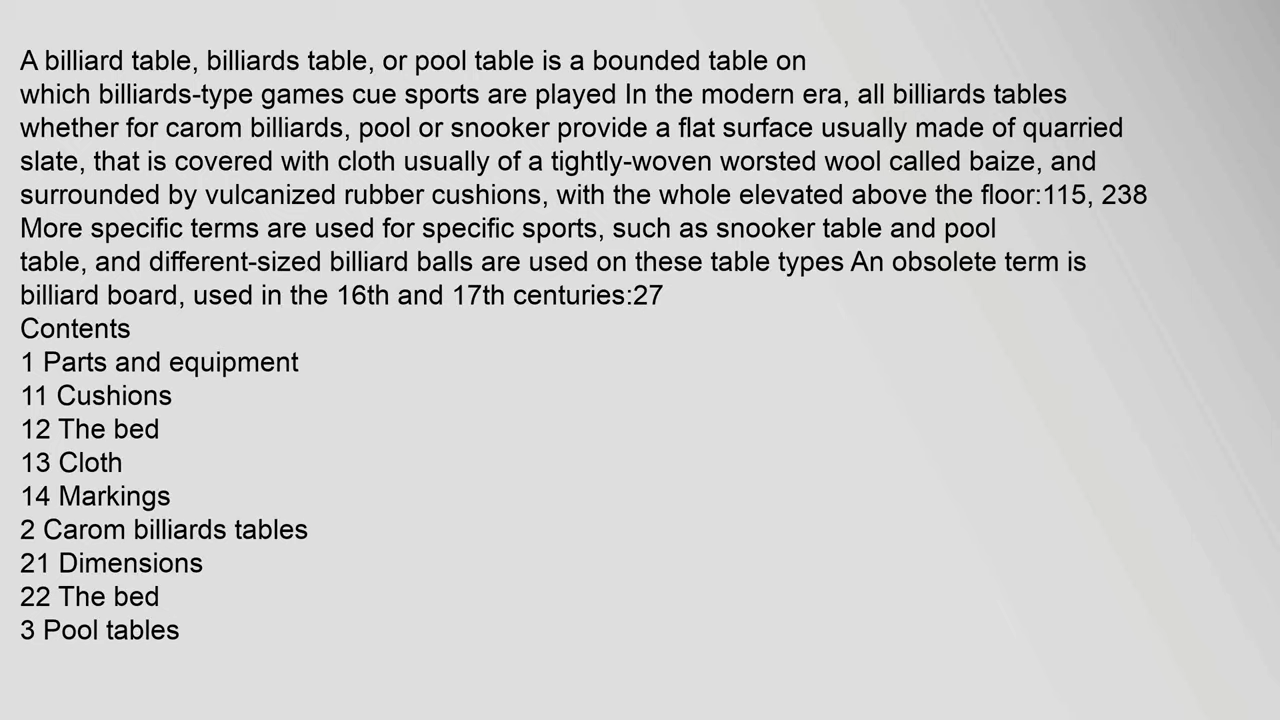 A billiard table, billiards table, or pool table is a bounded table on
which billiards-type games cue sports are played In the modern era, all billiards tables
whether for carom billiards, pool or snooker provide a flat surface usually made of quarried
slate, that is covered with cloth usually of a tightly-woven worsted wool called baize, and
surrounded by vulcanized rubber cushions, with the whole elevated above the floor:115, 238
More specific terms are used for specific sports, such as snooker table and pool
table, and different-sized billiard balls are used on these table types An obsolete term is
billiard board, used in the 16th and 17th centuries:27
Contents
1 Parts and equipment
11 Cushions
12 The bed
13 Cloth
14 Markings
2 Carom billiards tables
21 Dimensions
22 The bed
3 Pool tables